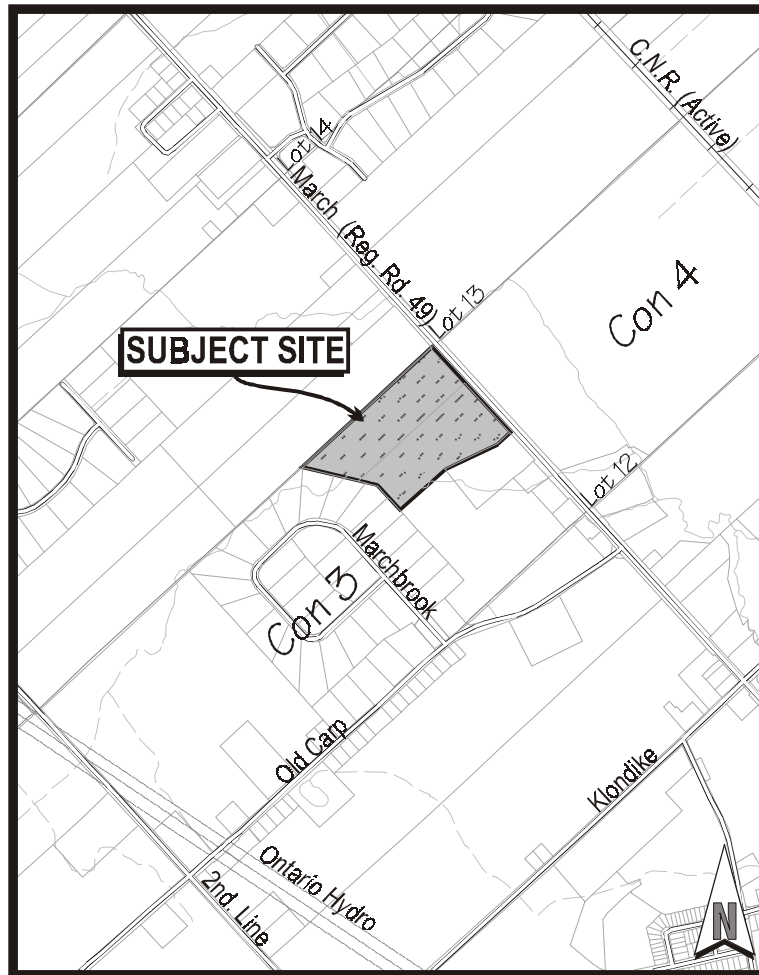 C.N.R. (Active)
Lot 14
March (Reg. Rd. 49)
Lot 13
Con 4
SUBJECT SITE
Lot 12
Marchbrook
Con 3
Old Carp
Klondike
Ontario Hydro
2nd. Line
N